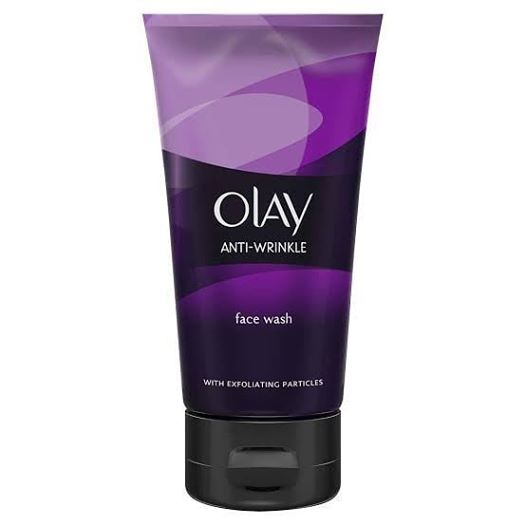 OLAY
ANTI-WRINKLE
face wash
WITH EXFOLIATING PARTICLES